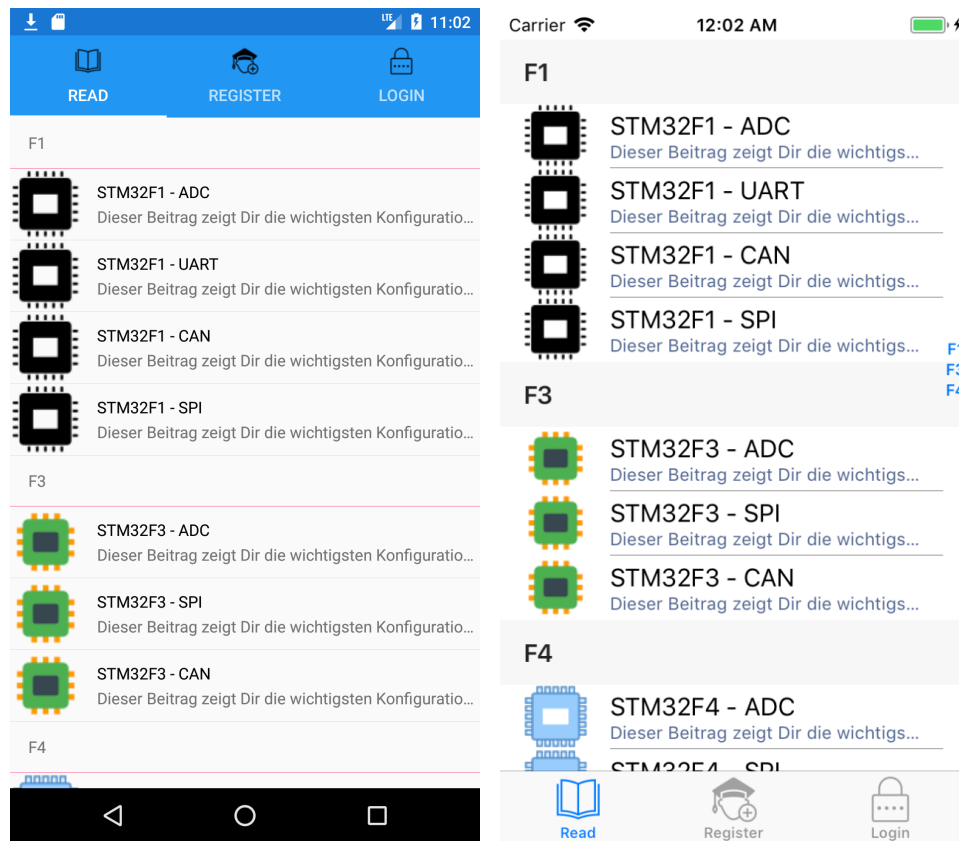 LTE 11:02
READ REGISTER LOGIN
F1
STM32F1 - ADC
Dieser Beitrag zeigt Dir die wichtigsten Konfiguratio...
STM32F1 - UART
Dieser Beitrag zeigt Dir die wichtigsten Konfiguratio...
STM32F1 - CAN
Dieser Beitrag zeigt Dir die wichtigsten Konfiguratio...
STM32F1 - SPI
Dieser Beitrag zeigt Dir die wichtigsten Konfiguratio...
F3
STM32F3 - ADC
Dieser Beitrag zeigt Dir die wichtigsten Konfiguratio...
STM32F3 - SPI
Dieser Beitrag zeigt Dir die wichtigsten Konfiguratio...
STM32F3 - CAN
Dieser Beitrag zeigt Dir die wichtigsten Konfiguratio...
F4
Carrier 12:02 AM
F1
STM32F1 - ADC
Dieser Beitrag zeigt Dir die wichtigs...
STM32F1 - UART
Dieser Beitrag zeigt Dir die wichtigs...
STM32F1 - CAN
Dieser Beitrag zeigt Dir die wichtigs...
STM32F1 - SPI
Dieser Beitrag zeigt Dir die wichtigs...
F1
F3
F4
F3
STM32F3 - ADC
Dieser Beitrag zeigt Dir die wichtigs...
STM32F3 - SPI
Dieser Beitrag zeigt Dir die wichtigs...
STM32F3 - CAN
Dieser Beitrag zeigt Dir die wichtigs...
F4
STM32F4 - ADC
Dieser Beitrag zeigt Dir die wichtigs...
STM32F4 - SPI
Read Register Login